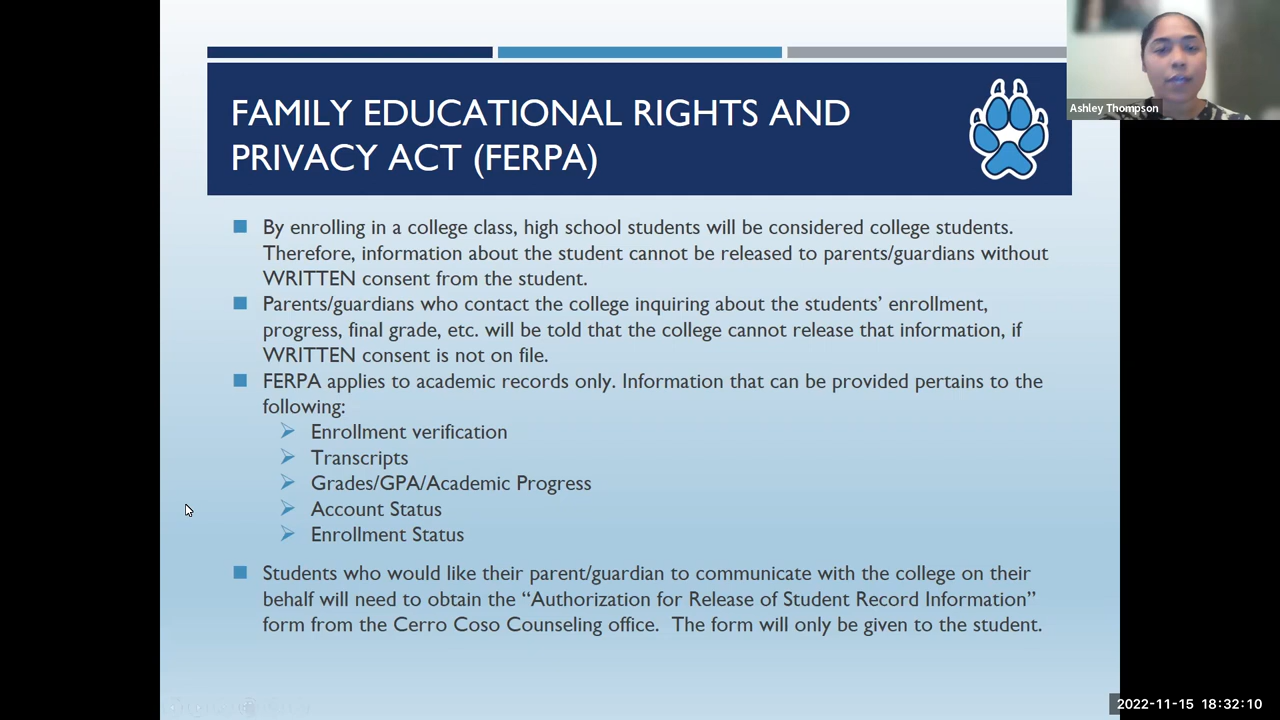 FAMILY EDUCATIONAL RIGHTS AND
PRIVACY ACT (FERPA)
Ashley Thompson
By enrolling in a college class, high school students will be considered college students.
Therefore, information about the student cannot be released to parents/guardians without
WRITTEN consent from the student.
Parents/guardians who contact the college inquiring about the students’ enrollment,
progress, final grade, etc. will be told that the college cannot release that information, if
WRITTEN consent is not on file.
FERPA applies to academic records only. Information that can be provided pertains to the
following:
Enrollment verification
Transcripts
Grades/GPA/Academic Progress
Account Status
Enrollment Status
Students who would like their parent/guardian to communicate with the college on their
behalf will need to obtain the “Authorization for Release of Student Record Information”
form from the Cerro Coso Counseling office.  The form will only be given to the student.
2022-11-15 18:32:10